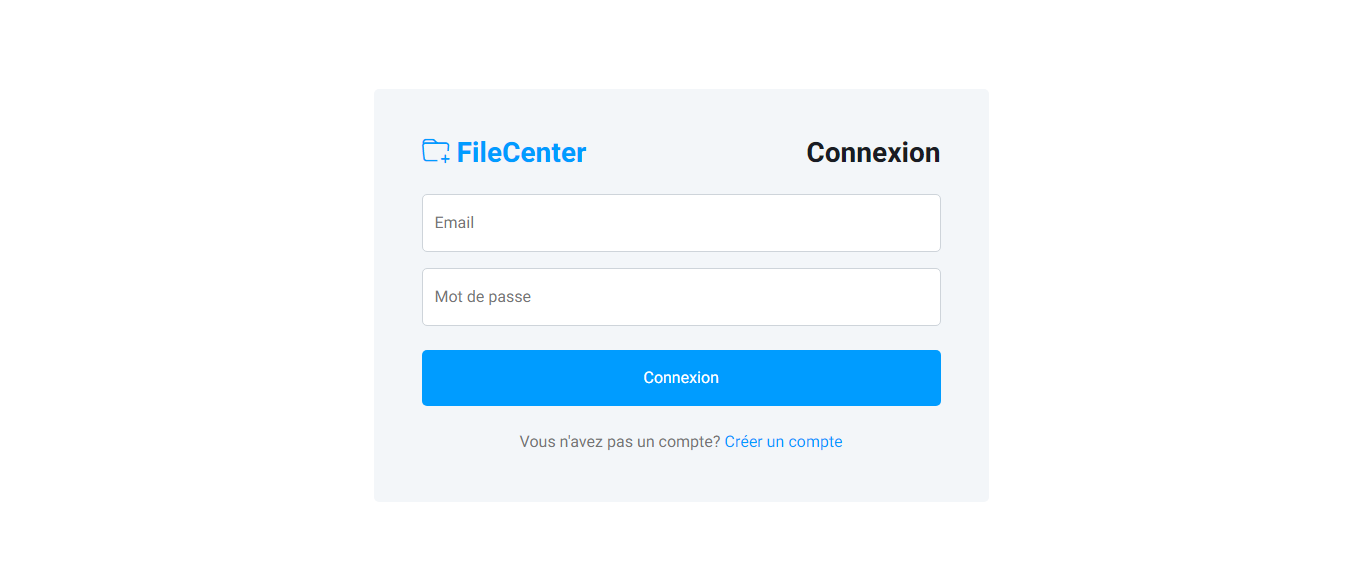 FileCenter Connexion
Email
Mot de passe
Connexion
Vous n'avez pas un compte? Créer un compte